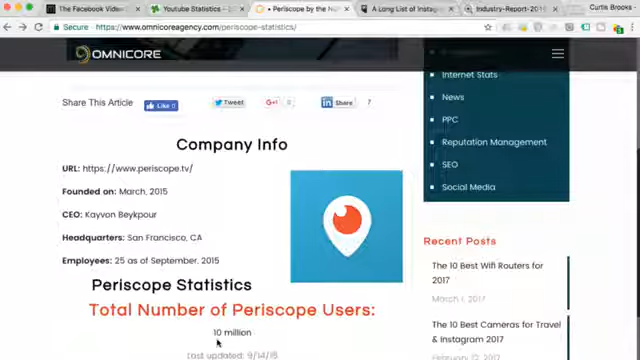 The Facebook Video
Youtube Statistics –
Periscope by the N
A Long List of Instag
Industry-Report-201
Curtis Brooks
Secure
https://www.omnicoreagency.com/periscope-statistics/
OMNICORE
Internet Stats
News
PPC
Reputation Management
SEO
Social Media
Share This Article
Like 0
Tweet
G+1
0
in Share
7
Company Info
URL: https://www.periscope.tv/
Founded on: March, 2015
CEO: Kayvon Beykpour
Headquarters: San Francisco, CA
Employees: 25 as of September, 2015
Periscope Statistics
Total Number of Periscope Users:
10 million
Last updated: 9/14/15
Recent Posts
The 10 Best Wifi Routers for
2017
March 1, 2017
The 10 Best Cameras for Travel
& Instagram 2017